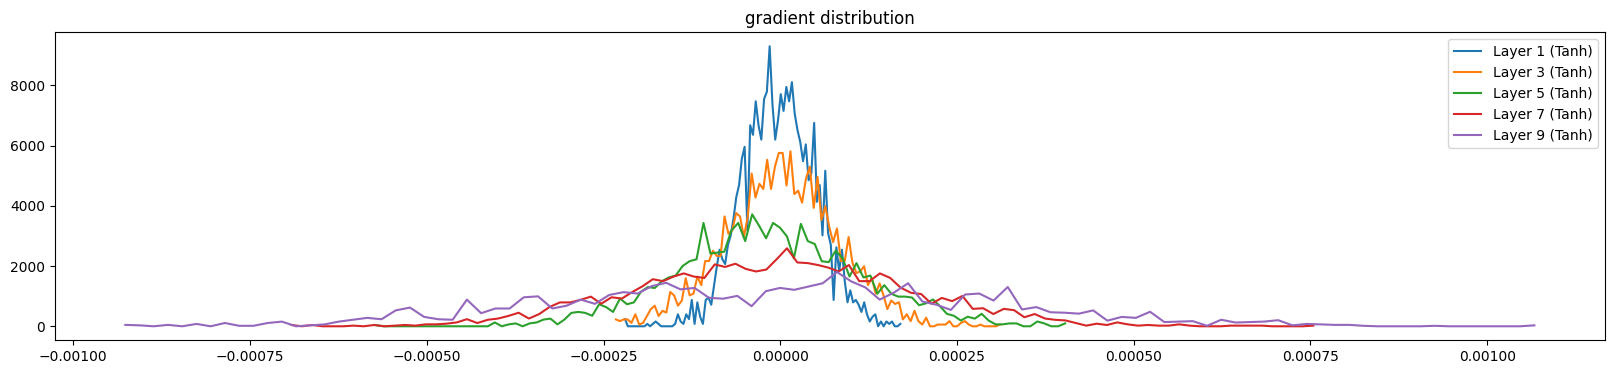 gradient distribution
Layer 1 (Tanh)
Layer 3 (Tanh)
Layer 5 (Tanh)
Layer 7 (Tanh)
Layer 9 (Tanh)
8000
6000
4000
2000
0
−0.00100 −0.00075 −0.00050 −0.00025 0.00000 0.00025 0.00050 0.00075 0.00100